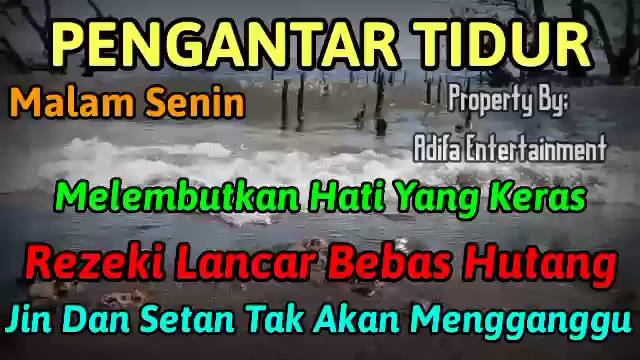 PENGANTAR TIDUR
Malam Senin
Property By;
Adifa Entertainment
Melembutkan Hati Yang Keras
Rezeki Lancar Bebas Hutang
Jin Dan Setan Tak Akan Mengganggu